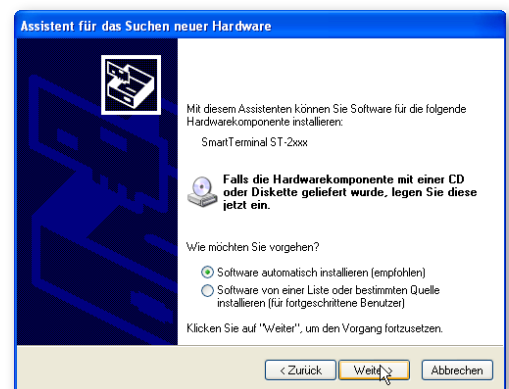 Assistent für das Suchen neuer Hardware
Mit diesem Assistenten können Sie Software für die folgende
Hardwarekomponente installieren:
SmartTerminal ST-2xxx
Falls die Hardwarekomponente mit einer CD
oder Diskette geliefert wurde, legen Sie diese
jetzt ein.
Wie möchten Sie vorgehen?
Software automatisch installieren (empfohlen)
Software von einer Liste oder bestimmten Quelle
installieren (für fortgeschrittene Benutzer)
Klicken Sie auf "Weiter", um den Vorgang fortzusetzen.
< Zurück Weiter > Abbrechen